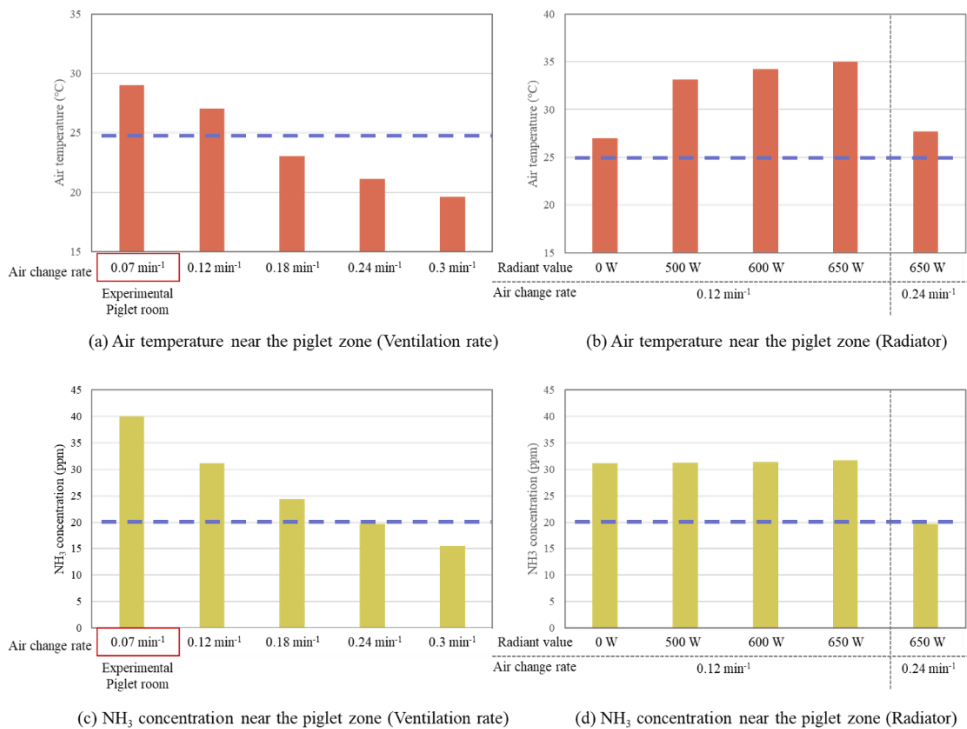 35
30
25
20
15
Air temperature (°C)
Air change rate
0.07 min⁻¹
0.12 min⁻¹
0.18 min⁻¹
0.24 min⁻¹
0.3 min⁻¹
Experimental
Piglet room
(a) Air temperature near the piglet zone (Ventilation rate)
40
35
30
25
20
15
Air temperature (°C)
Radiant value
0 W
500 W
600 W
650 W
650 W
Air change rate
0.12 min⁻¹
0.24 min⁻¹
(b) Air temperature near the piglet zone (Radiator)
45
40
35
30
25
20
15
10
5
0
NH₃ concentration (ppm)
Air change rate
0.07 min⁻¹
0.12 min⁻¹
0.18 min⁻¹
0.24 min⁻¹
0.3 min⁻¹
Experimental
Piglet room
(c) NH₃ concentration near the piglet zone (Ventilation rate)
45
40
35
30
25
20
15
10
5
0
NH3 concentration (ppm)
Radiant value
0 W
500 W
600 W
650 W
650 W
Air change rate
0.12 min⁻¹
0.24 min⁻¹
(d) NH₃ concentration near the piglet zone (Radiator)